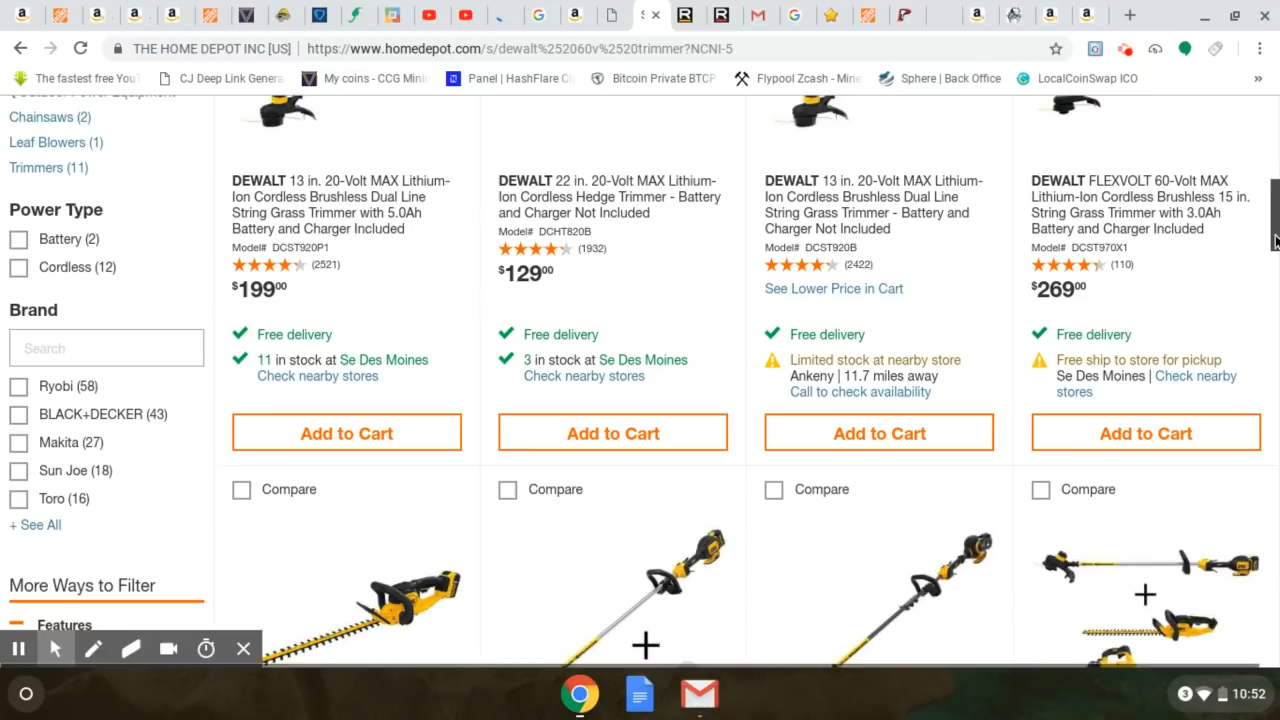 THE HOME DEPOT INC [US] | https://www.homedepot.com/s/dewalt%252060v%2520trimmer?NCNI-5
The fastest free You
CJ Deep Link Genera
My coins - CCG Mini
Panel | HashFlare Cl
Bitcoin Private BTCP
Flypool Zcash - Mine
Sphere | Back Office
LocalCoinSwap ICO
»
Outdoor Power Equipment
Chainsaws (2)
Leaf Blowers (1)
Trimmers (11)
Power Type
Battery (2)
Cordless (12)
Brand
Search
Ryobi (58)
BLACK+DECKER (43)
Makita (27)
Sun Joe (18)
Toro (16)
+ See All
More Ways to Filter
Features
DEWALT 13 in. 20-Volt MAX Lithium-
Ion Cordless Brushless Dual Line
String Grass Trimmer with 5.0Ah
Battery and Charger Included
Model# DCST920P1
(2521)
$19900
Free delivery
11 in stock at Se Des Moines
Check nearby stores
Add to Cart
DEWALT 22 in. 20-Volt MAX Lithium-
Ion Cordless Hedge Trimmer - Battery
and Charger Not Included
Model# DCHT820B
(1932)
$12900
Free delivery
3 in stock at Se Des Moines
Check nearby stores
Add to Cart
DEWALT 13 in. 20-Volt MAX Lithium-
Ion Cordless Brushless Dual Line
String Grass Trimmer - Battery and
Charger Not Included
Model# DCST920B
(2422)
See Lower Price in Cart
Free delivery
Limited stock at nearby store
Ankeny | 11.7 miles away
Call to check availability
Add to Cart
DEWALT FLEXVOLT 60-Volt MAX
Lithium-Ion Cordless Brushless 15 in.
String Grass Trimmer with 3.0Ah
Battery and Charger Included
Model# DCST970X1
(110)
$26900
Free delivery
Free ship to store for pickup
Se Des Moines | Check nearby
stores
Add to Cart
Compare
Compare
Compare
Compare
3
10:52